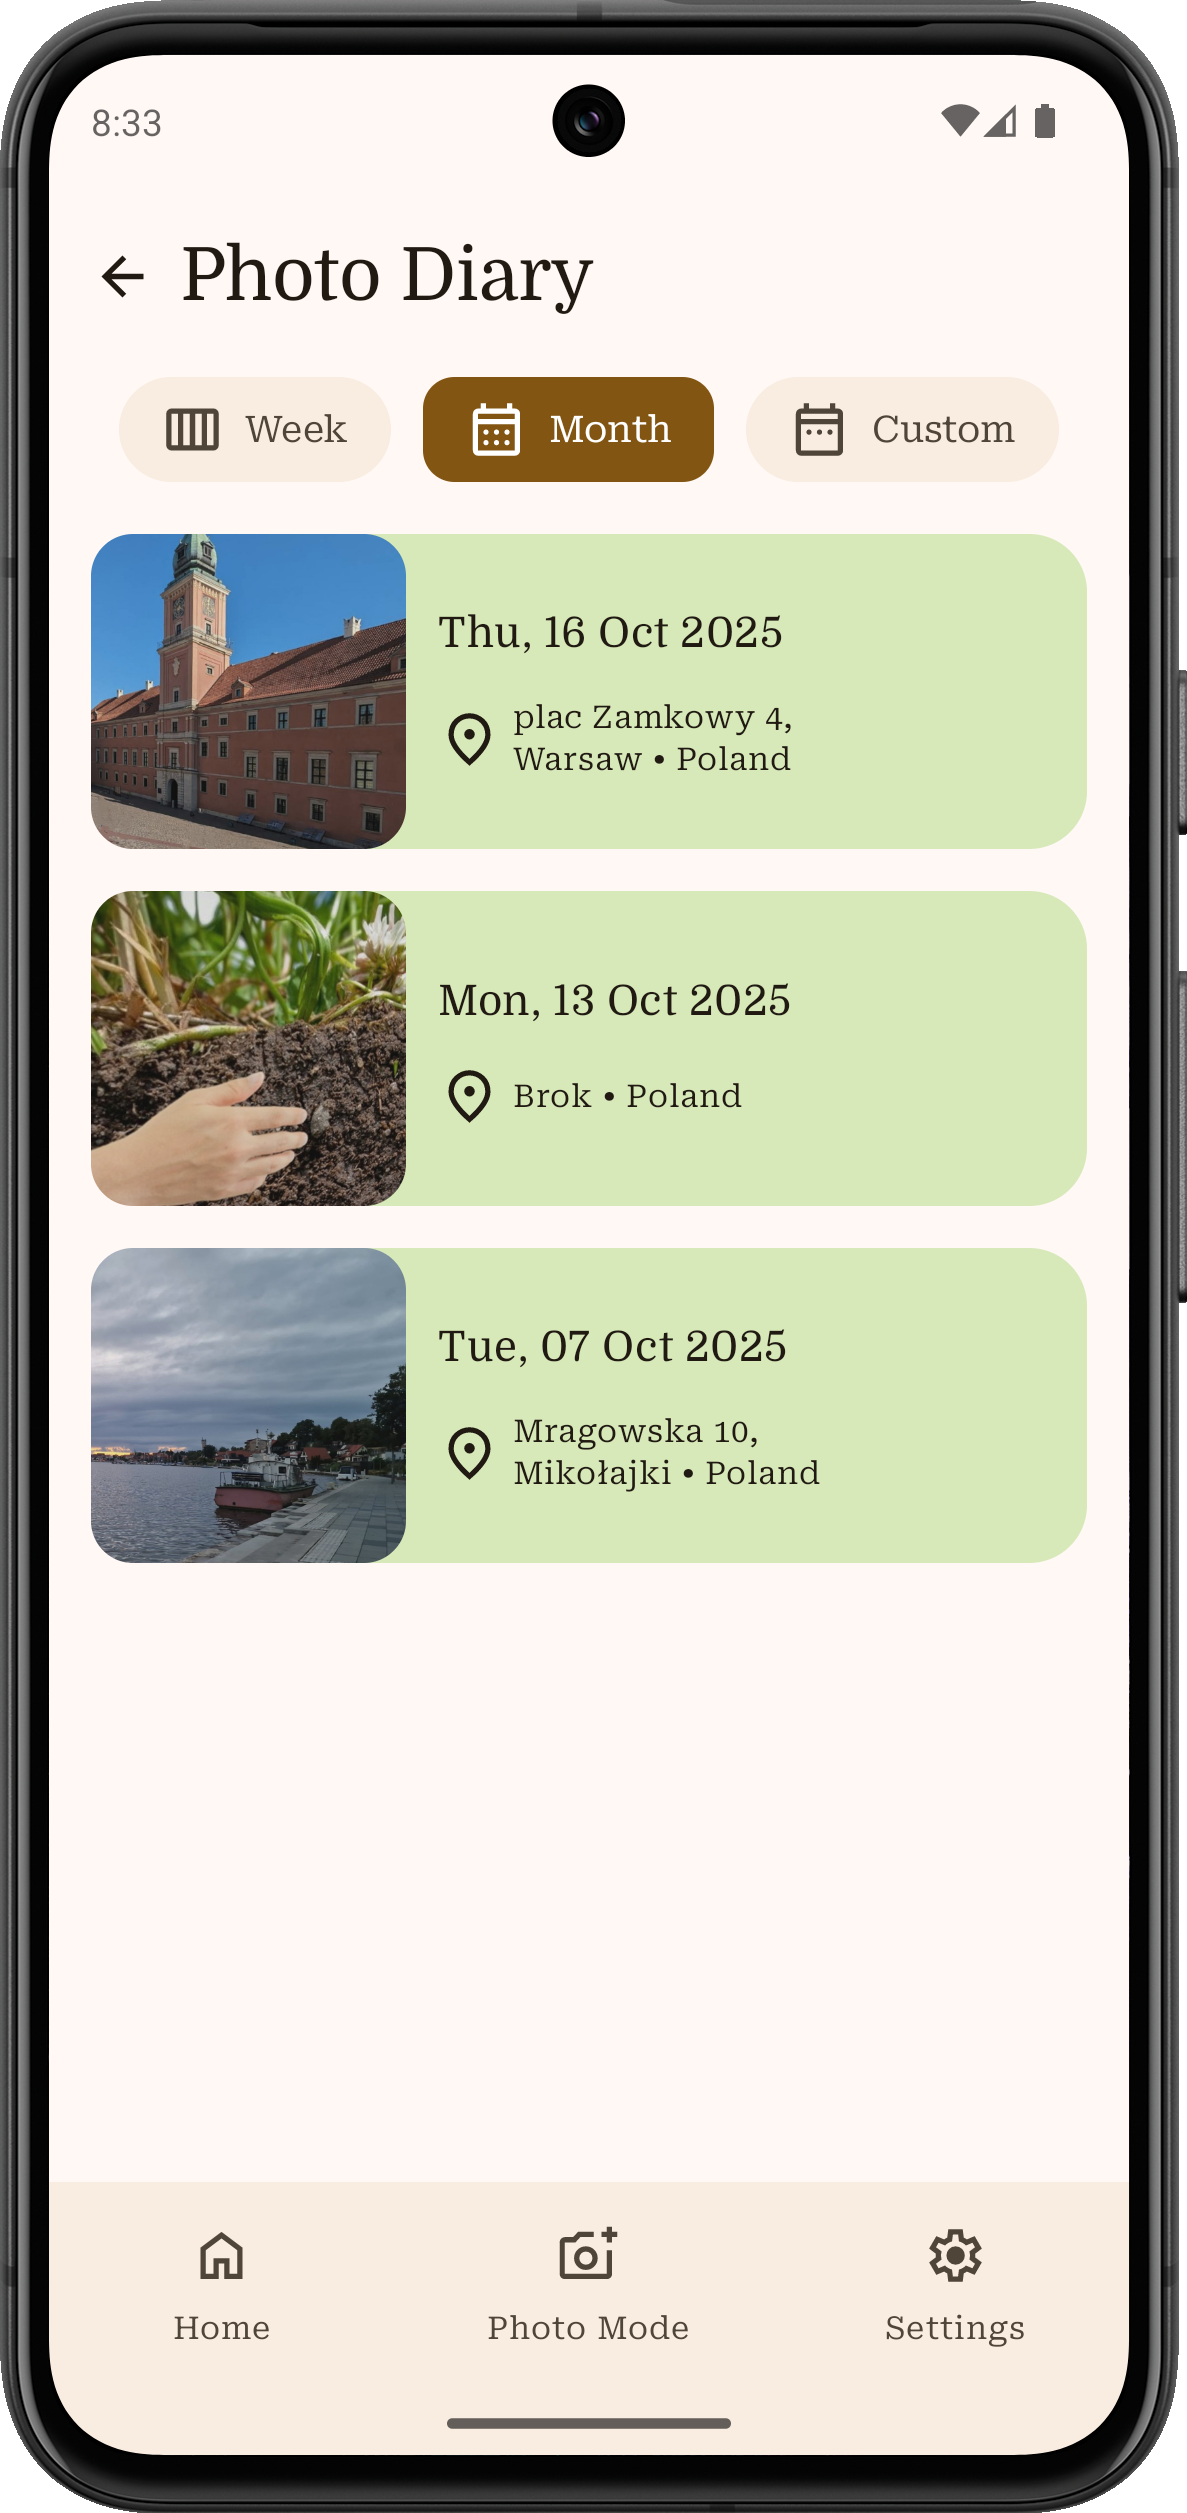 8:33
Photo Diary
Week
Month
Custom
Thu, 16 Oct 2025
plac Zamkowy 4,
Warsaw • Poland
Mon, 13 Oct 2025
Brok • Poland
Tue, 07 Oct 2025
Mragowska 10,
Mikołajki • Poland
Home
Photo Mode
Settings